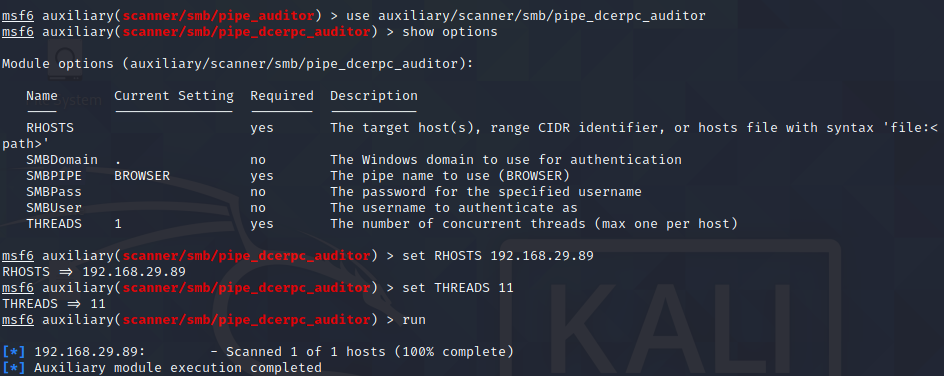 msf6 auxiliary(scanner/smb/pipe_auditor) > use auxiliary/scanner/smb/pipe_dcerpc_auditor
msf6 auxiliary(scanner/smb/pipe_dcerpc_auditor) > show options
Module options (auxiliary/scanner/smb/pipe_dcerpc_auditor):
Name Current Setting Required Description
RHOSTS yes The target host(s), range CIDR identifier, or hosts file with syntax 'file:<
path>'
SMBDomain . no The Windows domain to use for authentication
SMBPIPE BROWSER yes The pipe name to use (BROWSER)
SMBPass no The password for the specified username
SMBUser no The username to authenticate as
THREADS 1 yes The number of concurrent threads (max one per host)
msf6 auxiliary(scanner/smb/pipe_dcerpc_auditor) > set RHOSTS 192.168.29.89
RHOSTS => 192.168.29.89
msf6 auxiliary(scanner/smb/pipe_dcerpc_auditor) > set THREADS 11
THREADS => 11
msf6 auxiliary(scanner/smb/pipe_dcerpc_auditor) > run
[*] 192.168.29.89: - Scanned 1 of 1 hosts (100% complete)
[*] Auxiliary module execution completed
KALI